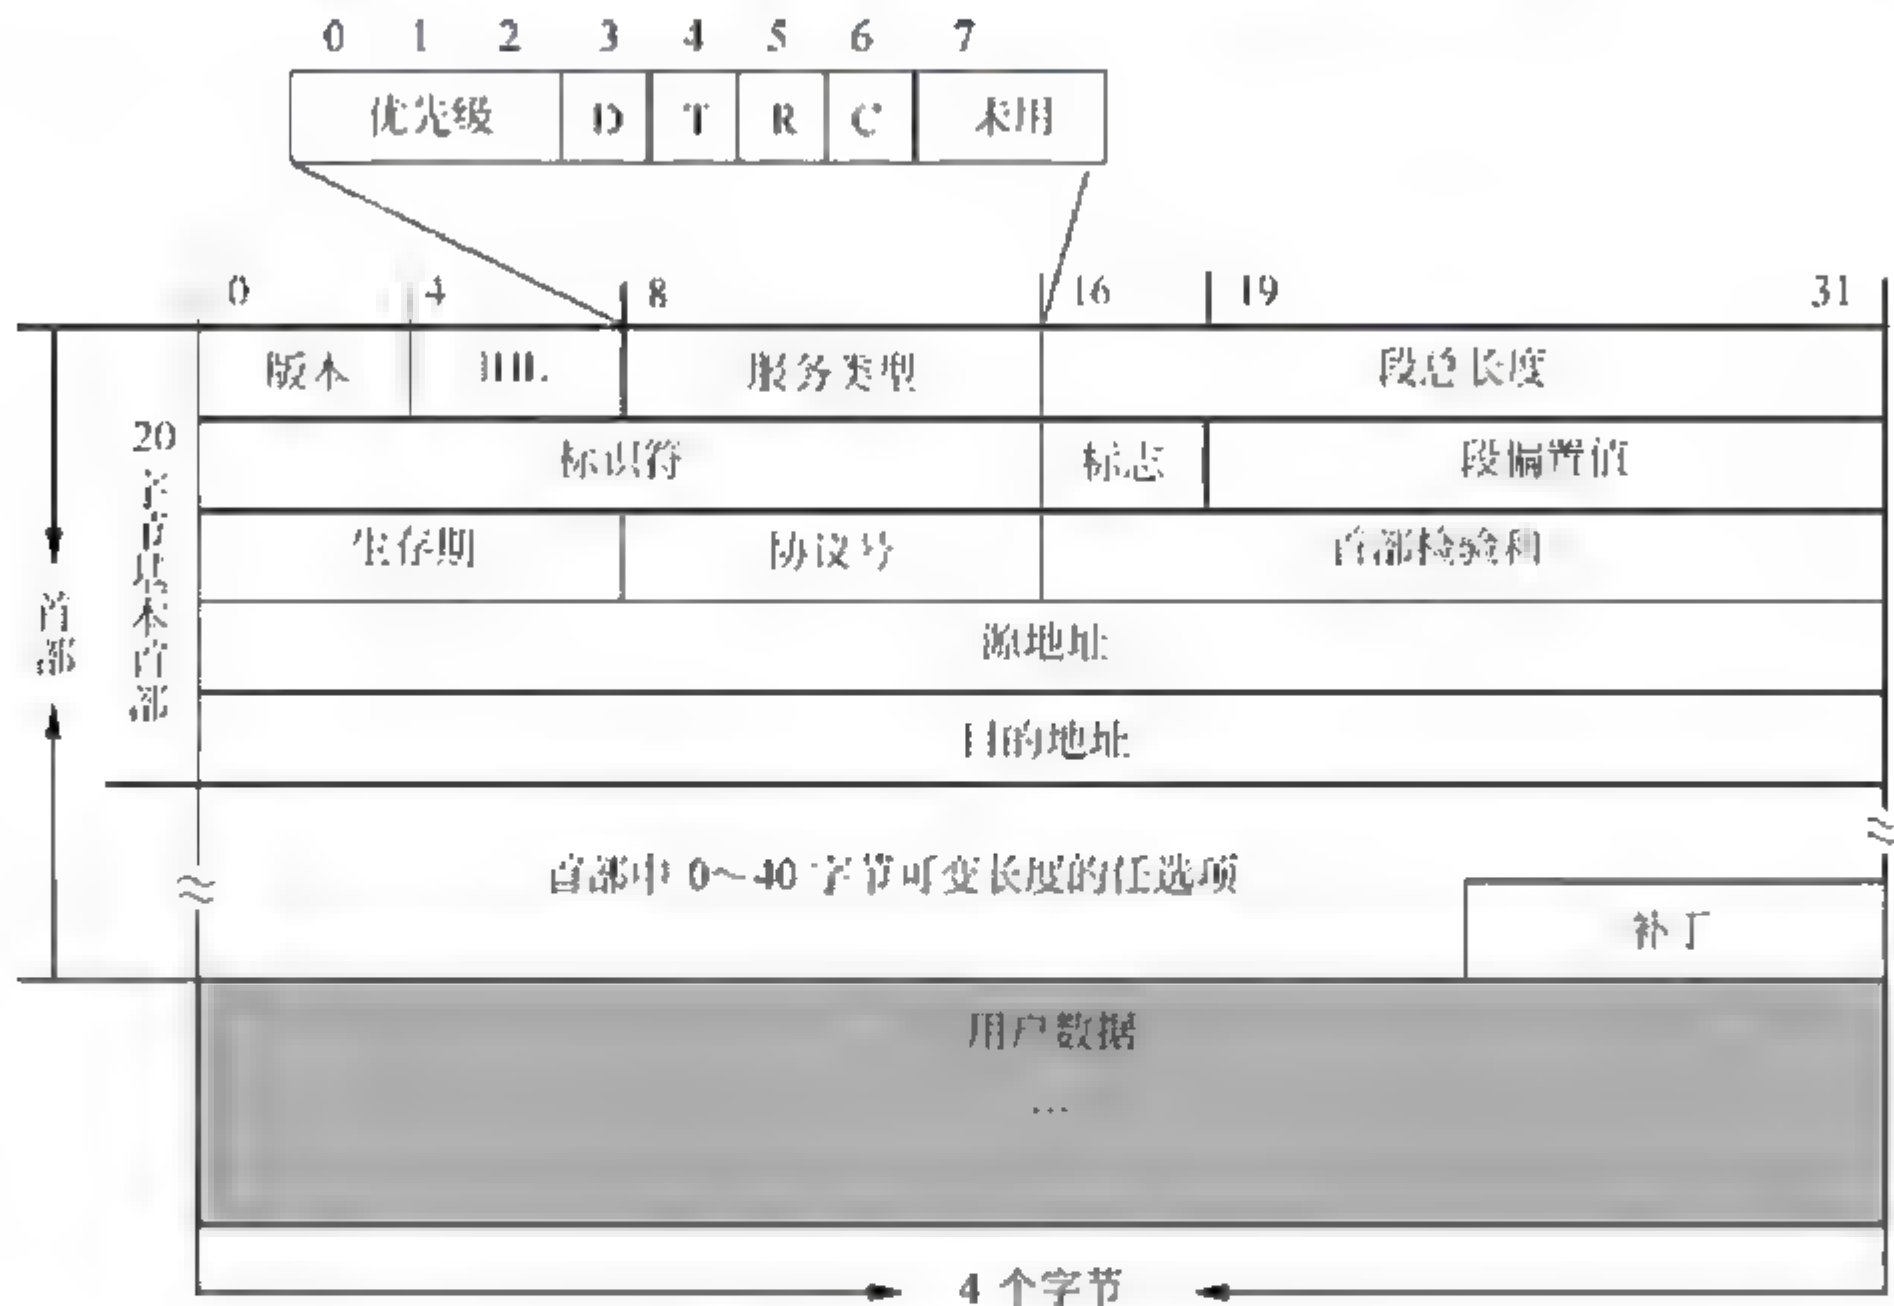 0 1 2 3 4 5 6 7
优先级 D T R C 未用
0 4 8 16 19 31
版本 IHL 服务类型 段总长度
标识符 标志 段偏置值
生存期 协议号 首部检验和
源地址
目的地址
首部
20字节基本首部
首部中 0~40 字节可变长度的任选项
补丁
用户数据
...
4 个字节